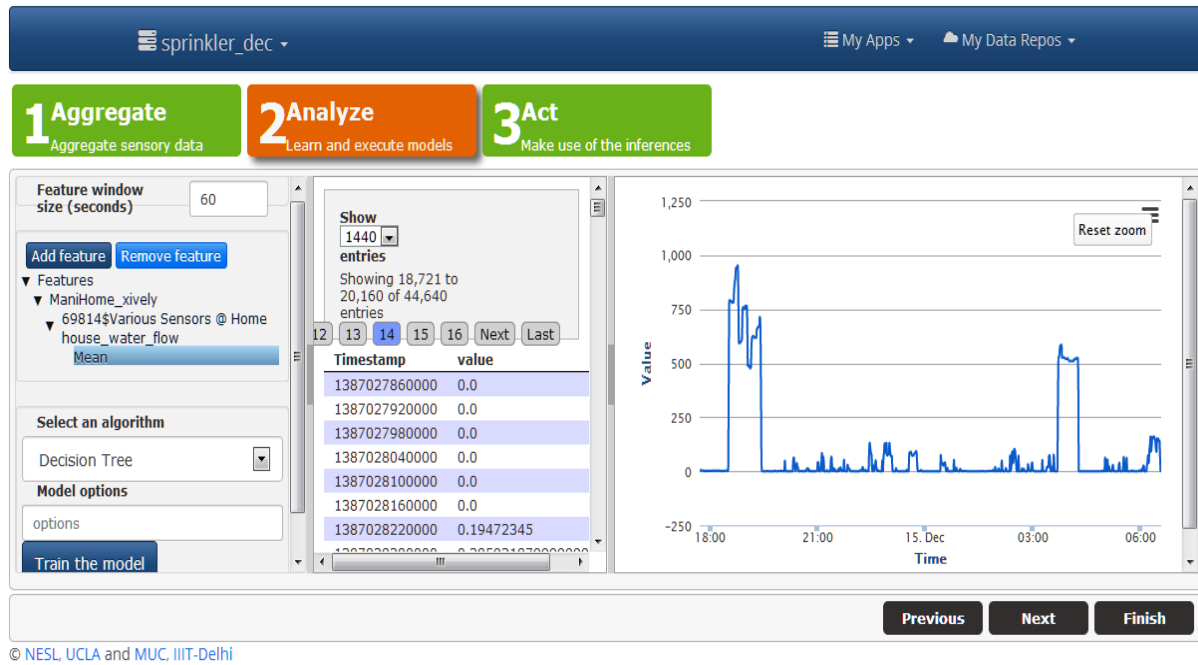 sprinkler_dec
My Apps
My Data Repos
1 Aggregate
Aggregate sensory data
2 Analyze
Learn and execute models
3 Act
Make use of the inferences
Feature window
size (seconds)
60
Add feature
Remove feature
Features
ManiHome_xively
69814$Various Sensors @ Home
house_water_flow
Mean
Select an algorithm
Decision Tree
Model options
options
Train the model
Show
1440
entries
Showing 18,721 to
20,160 of 44,640
entries
12 13 14 15 16 Next Last
Timestamp value
1387027860000 0.0
1387027920000 0.0
1387027980000 0.0
1387028040000 0.0
1387028100000 0.0
1387028160000 0.0
1387028220000 0.19472345
Reset zoom
1,250
1,000
750
500
250
0
-250
Value
18:00 21:00 15. Dec 03:00 06:00
Time
Previous
Next
Finish
© NESL, UCLA and MUC, IIIT-Delhi